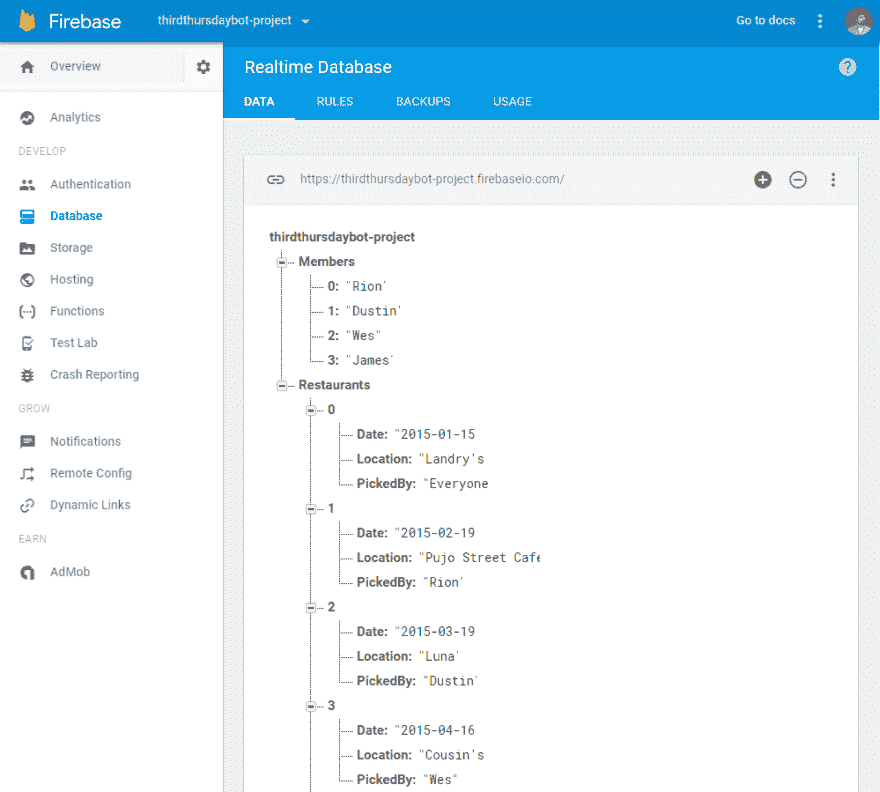 Firebase
thirdthursdaybot-project
Go to docs
Overview
Analytics
DEVELOP
Authentication
Database
Storage
Hosting
Functions
Test Lab
Crash Reporting
GROW
Notifications
Remote Config
Dynamic Links
EARN
AdMob
Realtime Database
DATA RULES BACKUPS USAGE
https://thirdthursdaybot-project.firebaseio.com/
thirdthursdaybot-project
Members
0: "Rion'
1: "Dustin'
2: "Wes"
3: "James'
Restaurants
0
Date: "2015-01-15
Location: "Landry's
PickedBy: "Everyone
1
Date: "2015-02-19
Location: "Pujo Street Cafe
PickedBy: "Rion'
2
Date: "2015-03-19
Location: "Luna'
PickedBy: "Dustin'
3
Date: "2015-04-16
Location: "Cousin's
PickedBy: "Wes"